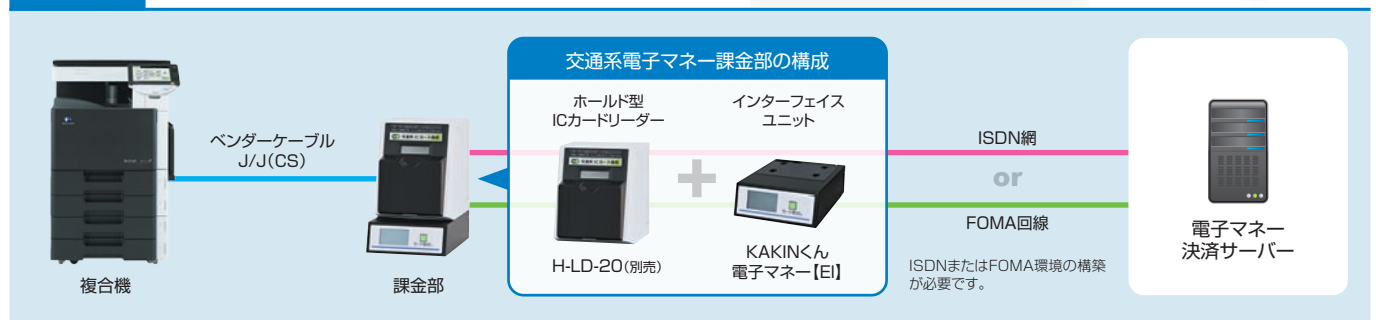 交通系電子マネー課金部の構成
ホールド型
ICカードリーダー
インターフェイス
ユニット
ベンダーケーブル
J/J(CS)
ISDN網
or
FOMA回線
H-LD-20(別売)
KAKINくん
電子マネー【EI】
ISDNまたはFOMA環境の構築
が必要です。
複合機
課金部
電子マネー
決済サーバー